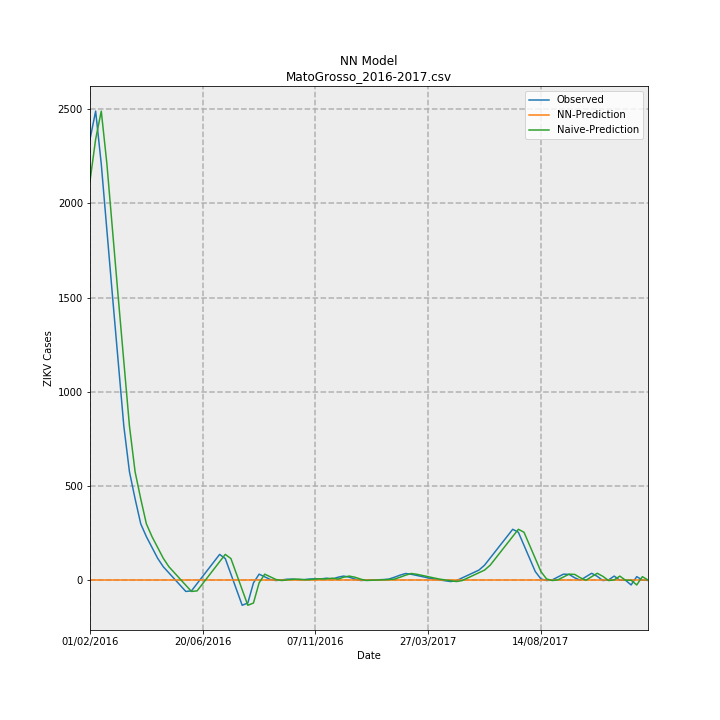 NN Model
MatoGrosso_2016-2017.csv
Observed
NN-Prediction
Naive-Prediction
2500
2000
1500
1000
500
0
ZIKV Cases
01/02/2016
20/06/2016
07/11/2016
27/03/2017
14/08/2017
Date